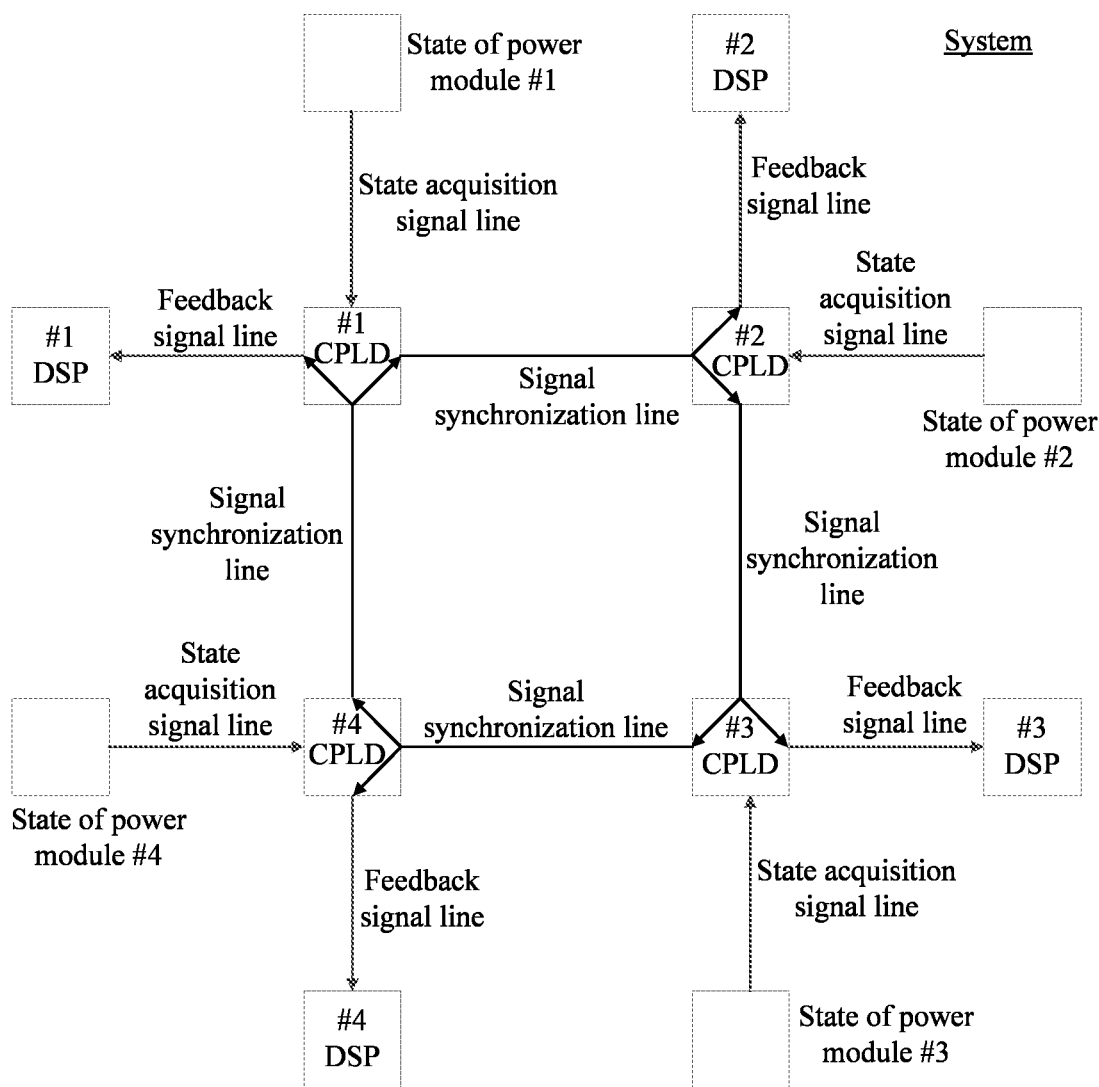 State of power
module #1
#2
DSP
System
State acquisition
signal line
Feedback
signal line
State
acquisition
signal line
Feedback
signal line
#1
DSP
#1
CPLD
#2
CPLD
Signal
synchronization line
State of power
module #2
Signal
synchronization
line
Signal
synchronization
line
State
acquisition
signal line
Signal
synchronization line
Feedback
signal line
#4
CPLD
#3
CPLD
#3
DSP
State of power
module #4
Feedback
signal line
State acquisition
signal line
#4
DSP
State of power
module #3